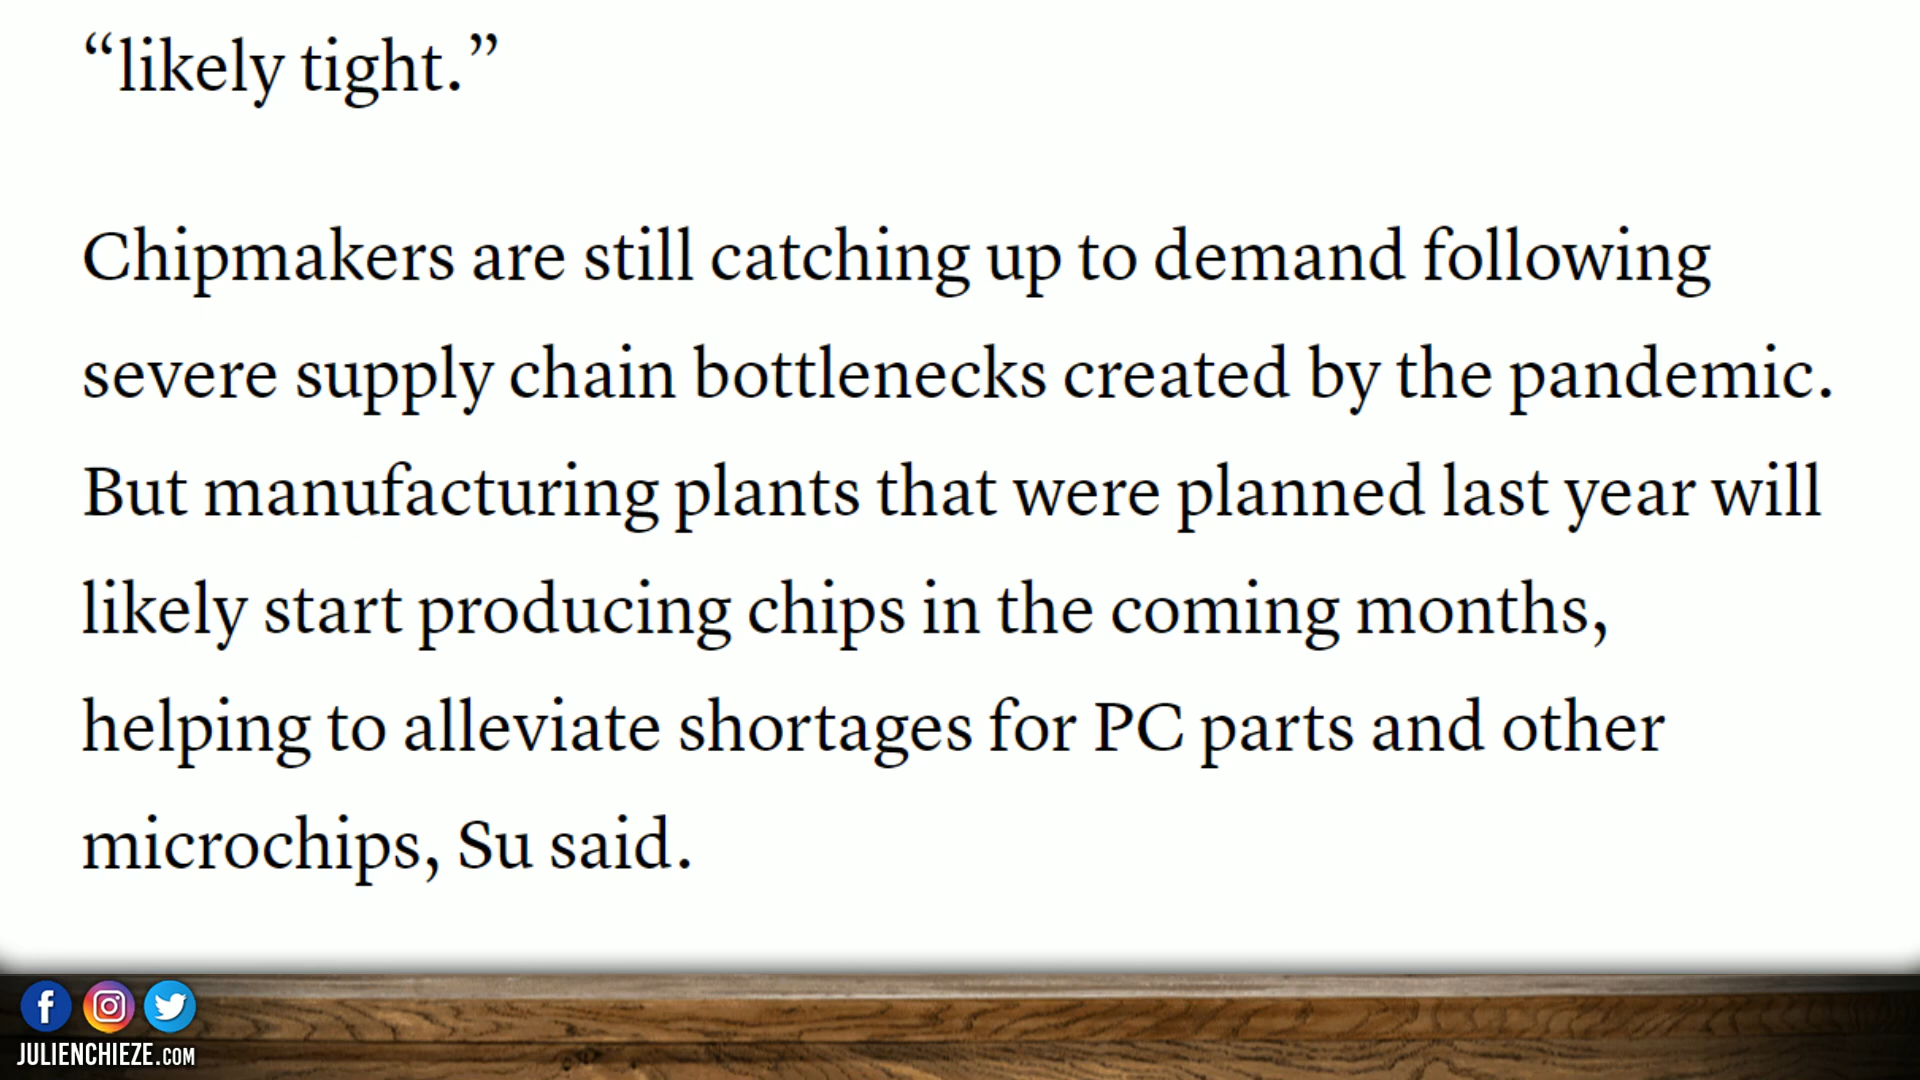 “likely tight.”
Chipmakers are still catching up to demand following
severe supply chain bottlenecks created by the pandemic.
But manufacturing plants that were planned last year will
likely start producing chips in the coming months,
helping to alleviate shortages for PC parts and other
microchips, Su said.
JULIENCHIEZE.COM